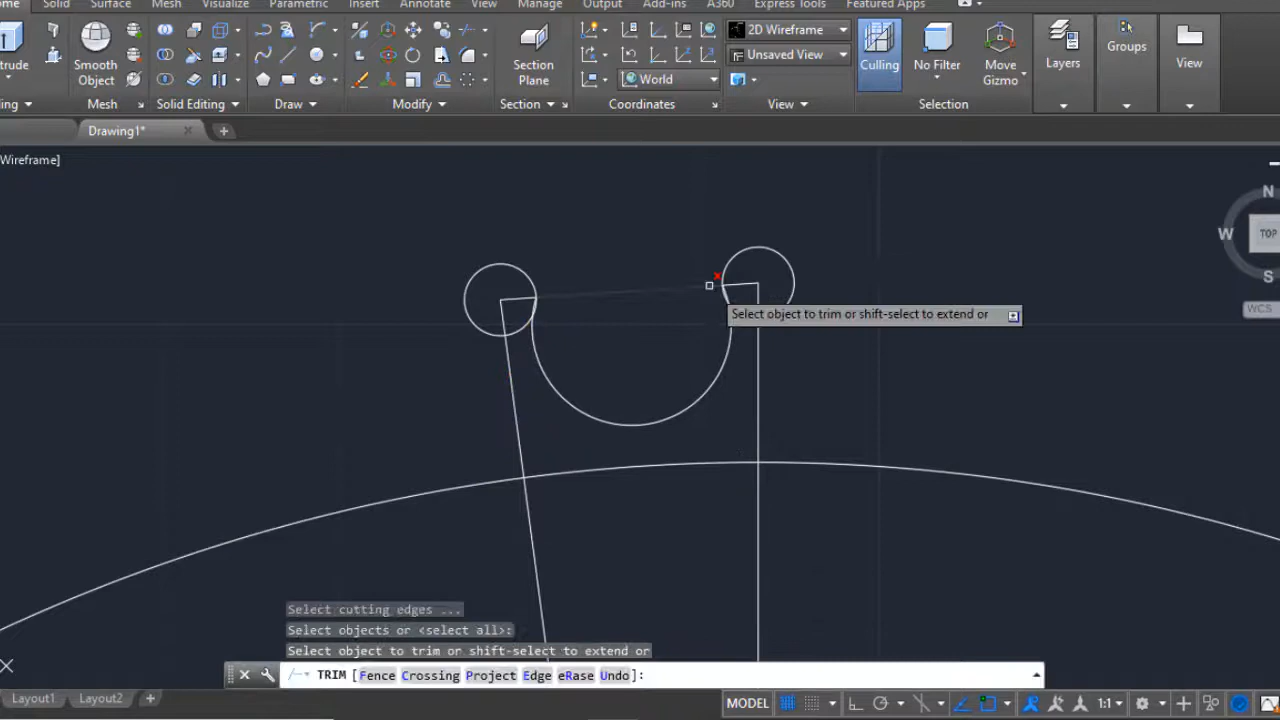 ome Solid Surface Mesh Visualize Parametric Insert Annotate View Manage Output Add-ins A360 Express Tools Featured Apps
2D Wireframe
Unsaved View
trude Smooth Object Section Plane World Culling No Filter Move Gizmo Layers Groups View
ing Mesh Solid Editing Draw Modify Section Coordinates View Selection
Drawing1*
Wireframe]
N
W TOP
S
WCS
Select object to trim or shift-select to extend or
Select cutting edges ...
Select objects or <select all>:
Select object to trim or shift-select to extend or
TRIM [Fence Crossing Project Edge eRase Undo]:
Layout1 Layout2 + MODEL 1:1